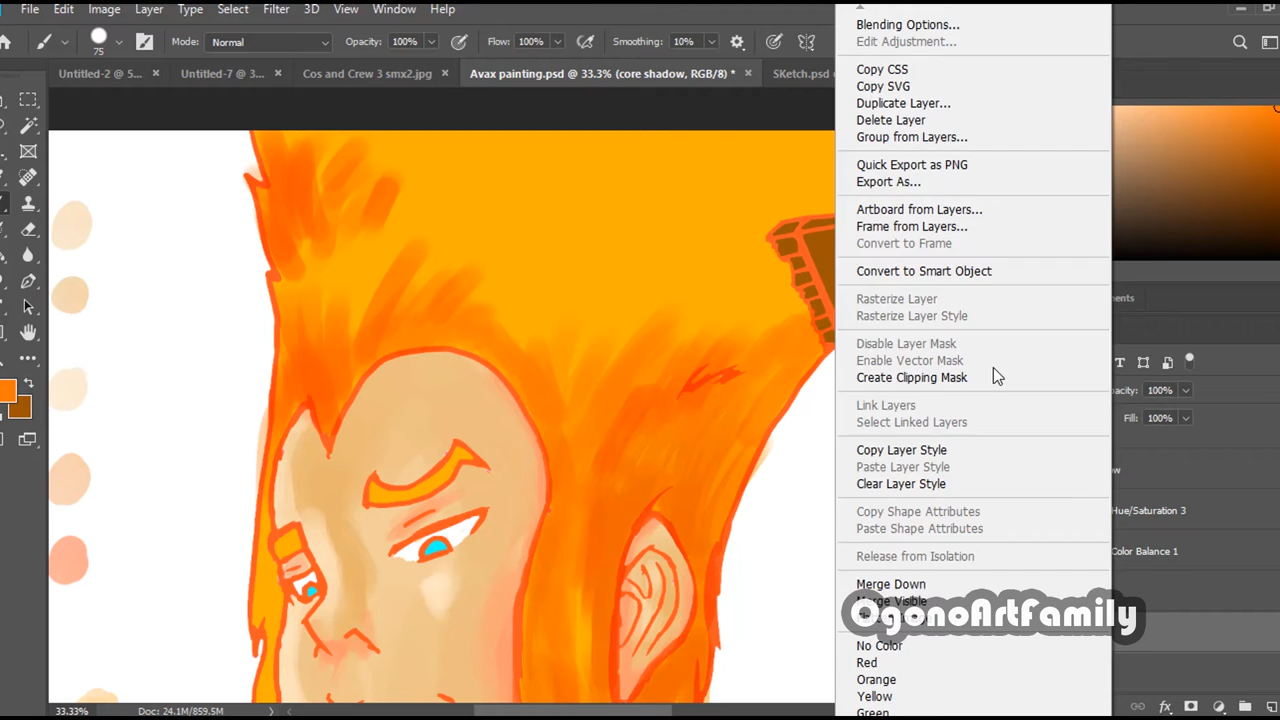 File Edit Image Layer Type Select Filter 3D View Window Help
75 Mode: Normal Opacity: 100% Flow: 100% Smoothing: 10%
Untitled-2 @ 5... × Untitled-7 @ 3... × Cos and Crew 3 smx2.jpg × Avax painting.psd @ 33.3% (core shadow, RGB/8) * × SKetch.psd
Blending Options...
Edit Adjustment...
Copy CSS
Copy SVG
Duplicate Layer...
Delete Layer
Group from Layers...
Quick Export as PNG
Export As...
Artboard from Layers...
Frame from Layers...
Convert to Frame
Convert to Smart Object
Rasterize Layer
Rasterize Layer Style
Disable Layer Mask
Enable Vector Mask
Create Clipping Mask
Link Layers
Select Linked Layers
Copy Layer Style
Paste Layer Style
Clear Layer Style
Copy Shape Attributes
Paste Shape Attributes
Release from Isolation
Merge Down
Merge Visible
No Color
Red
Orange
Yellow
Green
ments
pacity: 100%
Fill: 100%
ow
Hue/Saturation 3
Color Balance 1
OgonoArtFamily
33.33% Doc: 24.1M/859.5M